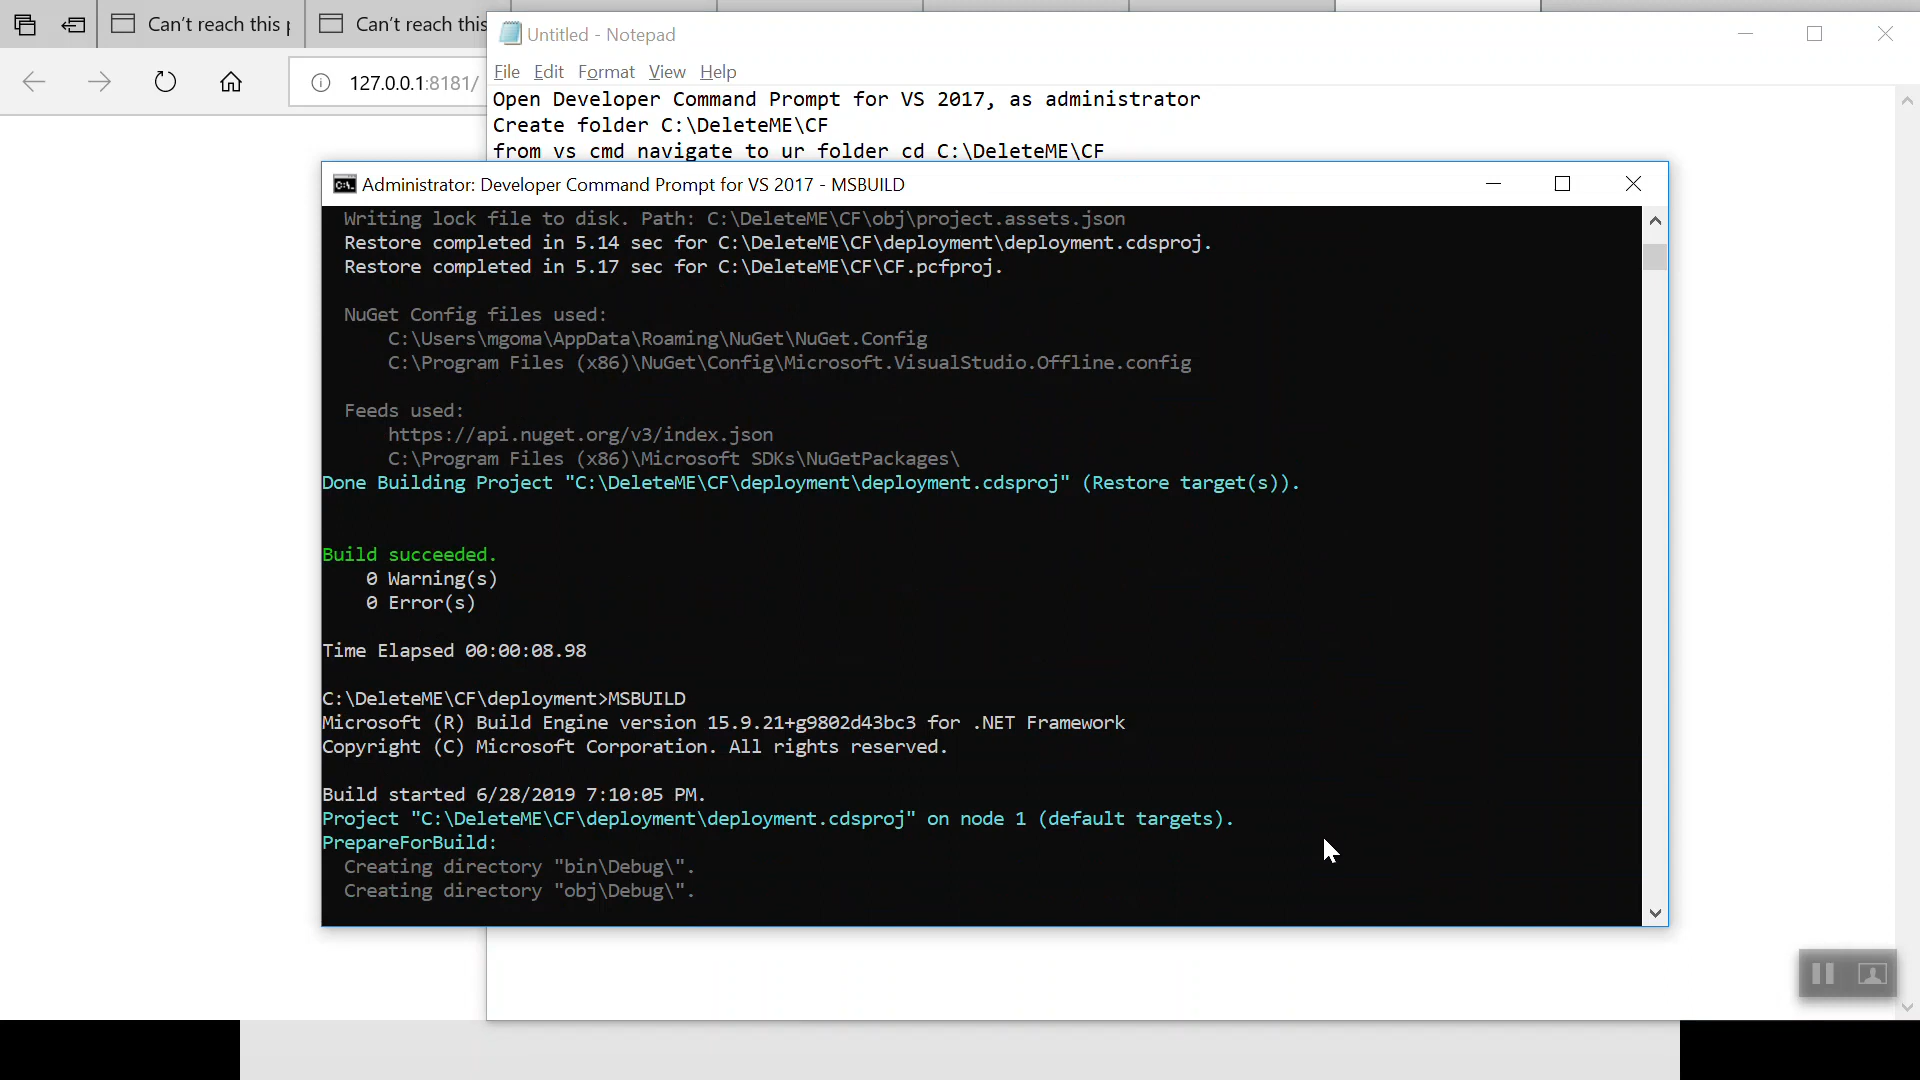 Can't reach this p
Can't reach this
127.0.0.1:8181/
Untitled - Notepad
File Edit Format View Help
Open Developer Command Prompt for VS 2017, as administrator
Create folder C:\DeleteME\CF
from vs cmd navigate to ur folder cd C:\DeleteME\CF
Administrator: Developer Command Prompt for VS 2017 - MSBUILD
Writing lock file to disk. Path: C:\DeleteME\CF\obj\project.assets.json
Restore completed in 5.14 sec for C:\DeleteME\CF\deployment\deployment.cdsproj.
Restore completed in 5.17 sec for C:\DeleteME\CF\CF.pcfproj.
NuGet Config files used:
C:\Users\mgoma\AppData\Roaming\NuGet\NuGet.Config
C:\Program Files (x86)\NuGet\Config\Microsoft.VisualStudio.Offline.config
Feeds used:
https://api.nuget.org/v3/index.json
C:\Program Files (x86)\Microsoft SDKs\NuGetPackages\
Done Building Project "C:\DeleteME\CF\deployment\deployment.cdsproj" (Restore target(s)).
Build succeeded.
0 Warning(s)
0 Error(s)
Time Elapsed 00:00:08.98
C:\DeleteME\CF\deployment>MSBUILD
Microsoft (R) Build Engine version 15.9.21+g9802d43bc3 for .NET Framework
Copyright (C) Microsoft Corporation. All rights reserved.
Build started 6/28/2019 7:10:05 PM.
Project "C:\DeleteME\CF\deployment\deployment.cdsproj" on node 1 (default targets).
PrepareForBuild:
Creating directory "bin\Debug\".
Creating directory "obj\Debug\".